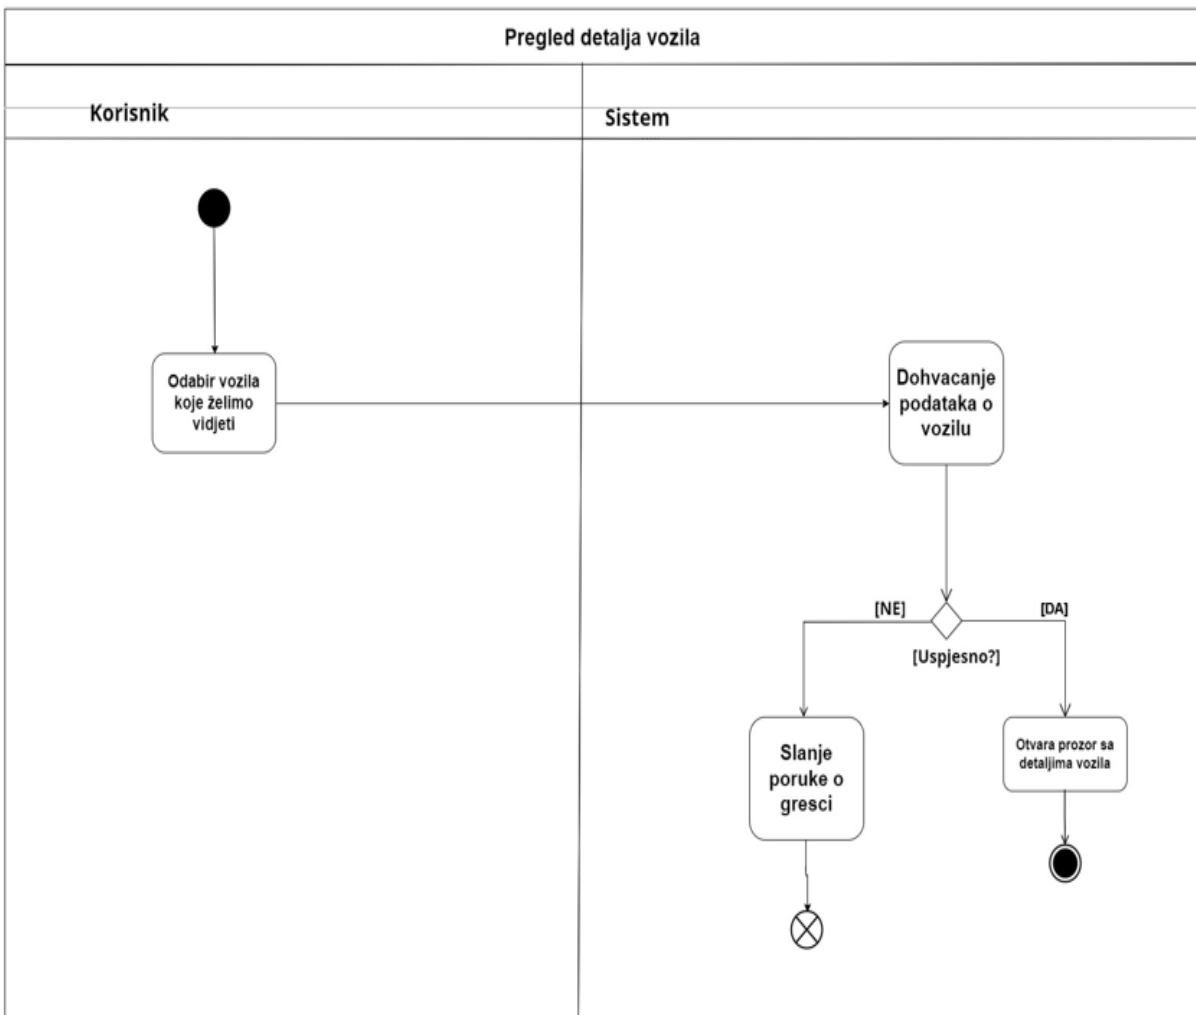 Pregled detalja vozila
Korisnik
Sistem
Odabir vozila
koje želimo
vidjeti
Dohvacanje
podataka o
vozilu
[NE]
[DA]
[Uspjesno?]
Slanje
poruke o
gresci
Otvara prozor sa
detaljima vozila